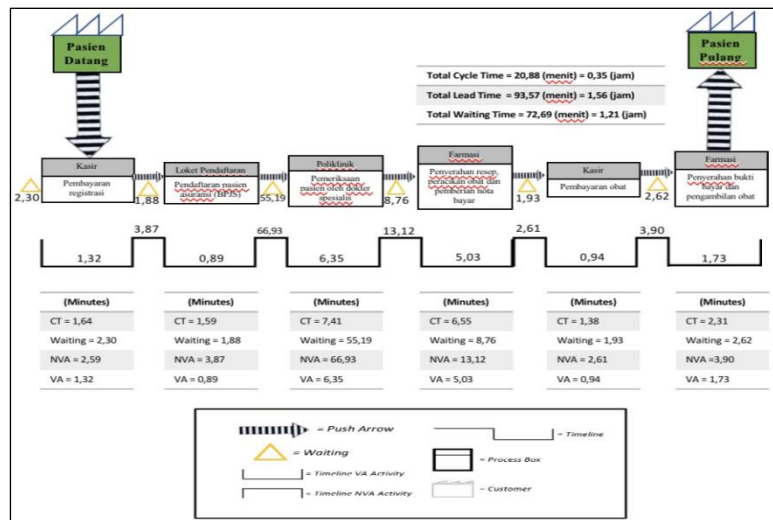 Pasien
Datang
Pasien
Pulang
Total Cycle Time = 20,88 (menit) = 0,35 (jam)
Total Lead Time = 93,57 (menit) = 1,56 (jam)
Total Waiting Time = 72,69 (menit) = 1,21 (jam)
Kasir
Pembayaran
registrasi
Loket Pendaftaran
Pendaftaran pasien
asuransi (BPJS)
Poliklinik
Pemeriksaan
pasien oleh dokter
spesialis
Farmasi
Penyerahan resep,
peracikan obat dan
pemberian nota
bayar
Kasir
Pembayaran obat
Farmasi
Penyerahan bukti
bayar dan
pengambilan obat
2,30
1,88
55,19
8,76
1,93
2,62
3,87
66,93
13,12
2,61
3,90
1,32
0,89
6,35
5,03
0,94
1,73
(Minutes)
CT = 1,64
Waiting = 2,30
NVA = 2,59
VA = 1,32
(Minutes)
CT = 1,59
Waiting = 1,88
NVA = 3,87
VA = 0,89
(Minutes)
CT = 7,41
Waiting = 55,19
NVA = 66,93
VA = 6,35
(Minutes)
CT = 6,55
Waiting = 8,76
NVA = 13,12
VA = 5,03
(Minutes)
CT = 1,38
Waiting = 1,93
NVA = 2,61
VA = 0,94
(Minutes)
CT = 2,31
Waiting = 2,62
NVA =3,90
VA = 1,73
= Push Arrow
= Waiting
= Timeline VA Activity
= Timeline NVA Activity
= Timeline
= Process Box
= Customer